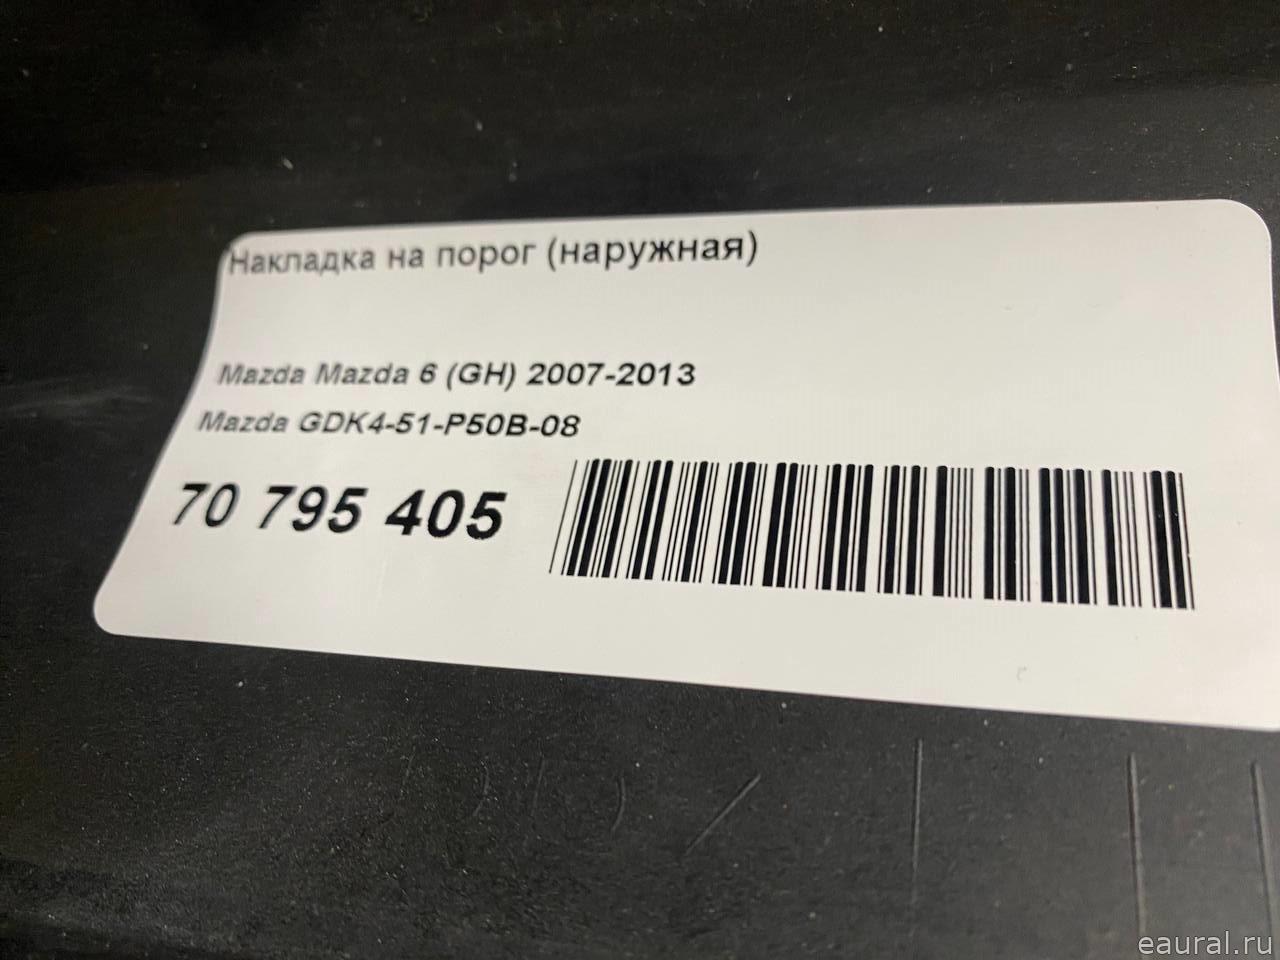 Накладка на порог (наружная)
Mazda Mazda 6 (GH) 2007-2013
Mazda GDK4-51-P50B-08
70 795 405
eaural.ru